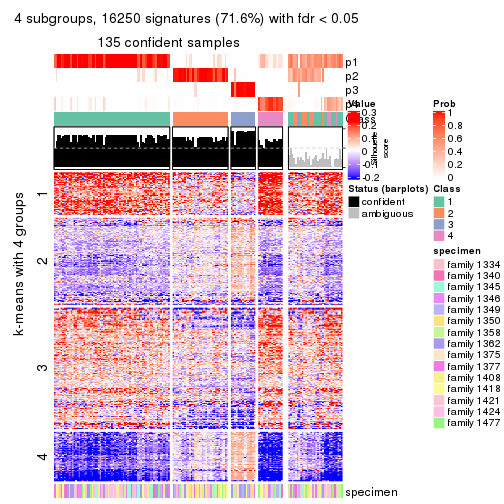 4 subgroups, 16250 signatures (71.6%) with fdr < 0.05
135 confident samples
p1
p2
p3
p4
Class
Silhouette
score
k-means with 4 groups
1
2
3
4
specimen
Value
0.3
0.2
0.1
0
-0.1
-0.2
Status (barplots)
confident
ambiguous
Prob
1
0.8
0.6
0.4
0.2
0
Class
1
2
3
4
specimen
family 1334
family 1340
family 1345
family 1346
family 1349
family 1350
family 1358
family 1362
family 1375
family 1377
family 1408
family 1418
family 1421
family 1424
family 1477